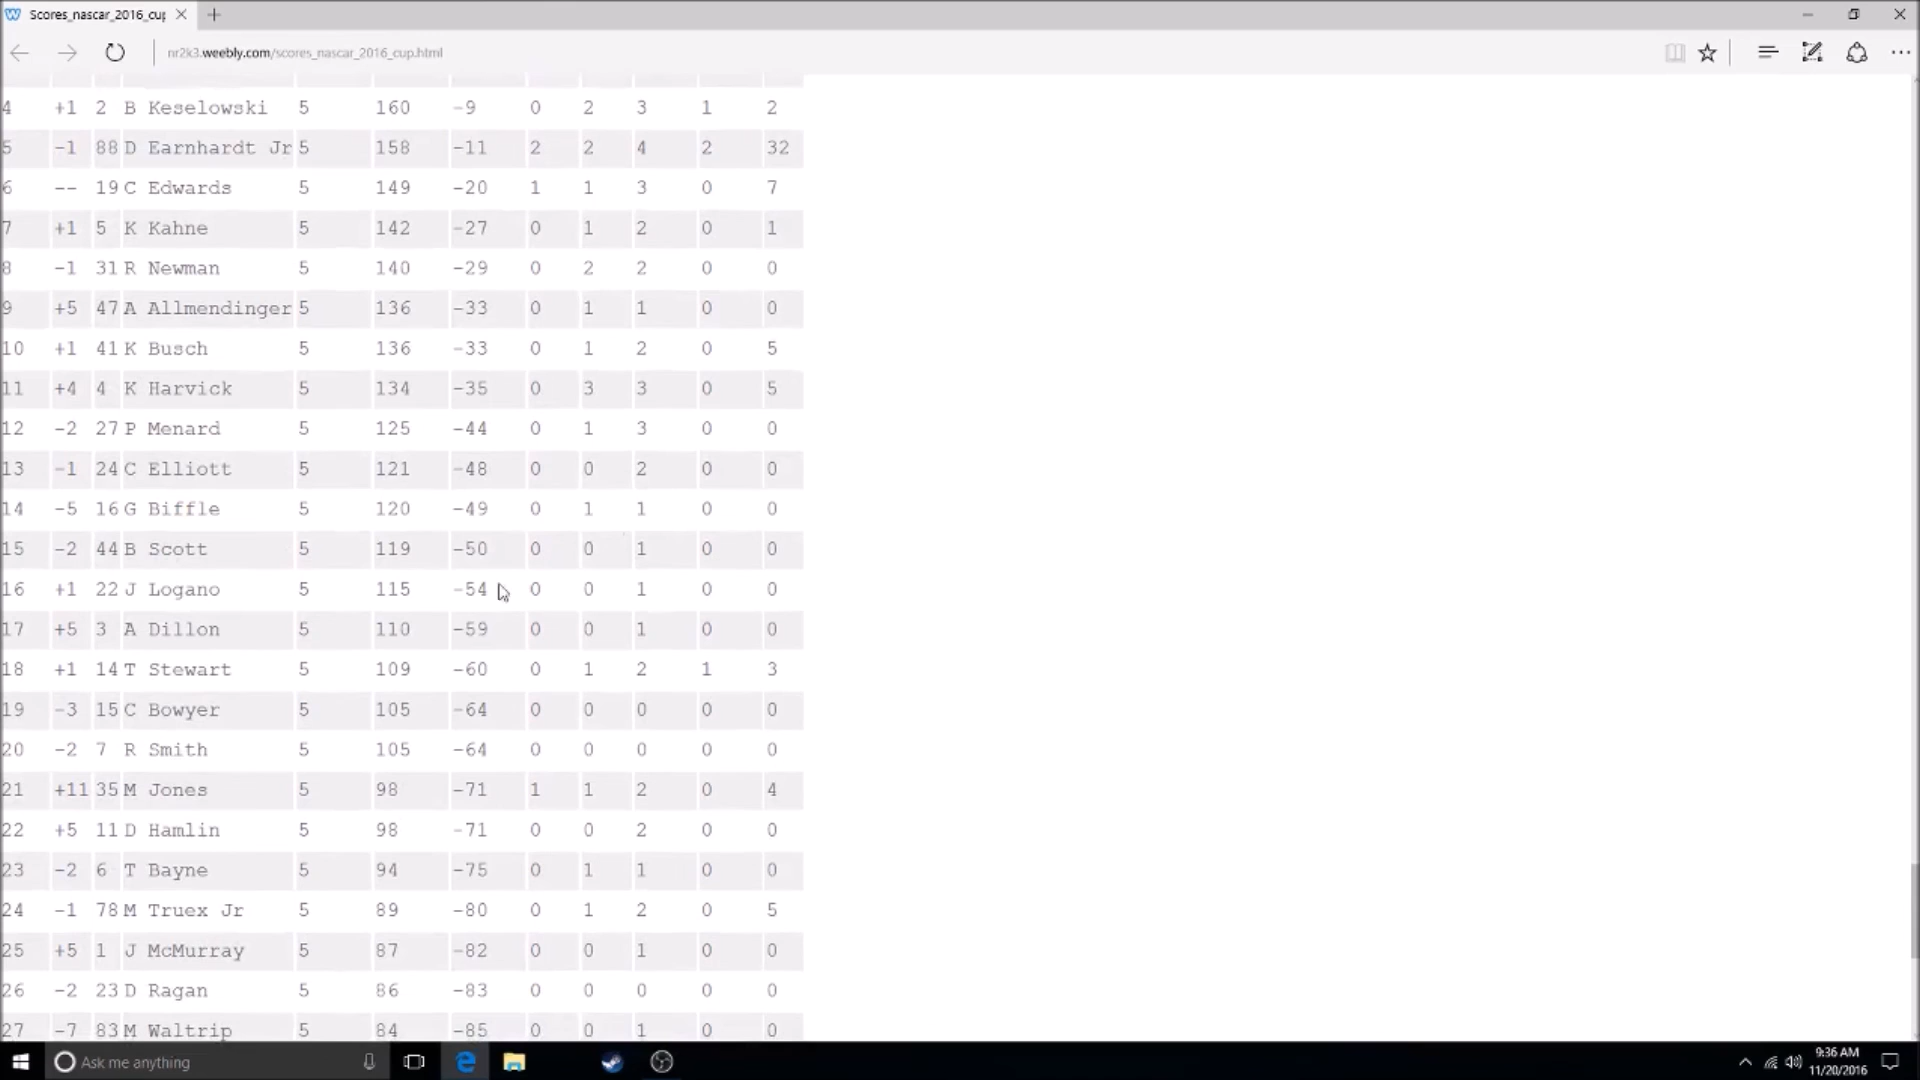 Scores_nascar_2016_cup
nr2k3.weebly.com/scores_nascar_2016_cup.html
4 +1 2 B Keselowski 5 160 -9 0 2 3 1 2
5 -1 88 D Earnhardt Jr 5 158 -11 2 2 4 2 32
6 -- 19 C Edwards 5 149 -20 1 1 3 0 7
7 +1 5 K Kahne 5 142 -27 0 1 2 0 1
8 -1 31 R Newman 5 140 -29 0 2 2 0 0
9 +5 47 A Allmendinger 5 136 -33 0 1 1 0 0
10 +1 41 K Busch 5 136 -33 0 1 2 0 5
11 +4 4 K Harvick 5 134 -35 0 3 3 0 5
12 -2 27 P Menard 5 125 -44 0 1 3 0 0
13 -1 24 C Elliott 5 121 -48 0 0 2 0 0
14 -5 16 G Biffle 5 120 -49 0 1 1 0 0
15 -2 44 B Scott 5 119 -50 0 0 1 0 0
16 +1 22 J Logano 5 115 -54 0 0 1 0 0
17 +5 3 A Dillon 5 110 -59 0 0 1 0 0
18 +1 14 T Stewart 5 109 -60 0 1 2 1 3
19 -3 15 C Bowyer 5 105 -64 0 0 0 0 0
20 -2 7 R Smith 5 105 -64 0 0 0 0 0
21 +11 35 M Jones 5 98 -71 1 1 2 0 4
22 +5 11 D Hamlin 5 98 -71 0 0 2 0 0
23 -2 6 T Bayne 5 94 -75 0 1 1 0 0
24 -1 78 M Truex Jr 5 89 -80 0 1 2 0 5
25 +5 1 J McMurray 5 87 -82 0 0 1 0 0
26 -2 23 D Ragan 5 86 -83 0 0 0 0 0
27 -7 83 M Waltrip 5 84 -85 0 0 1 0 0
Ask me anything
9:36 AM
11/20/2016